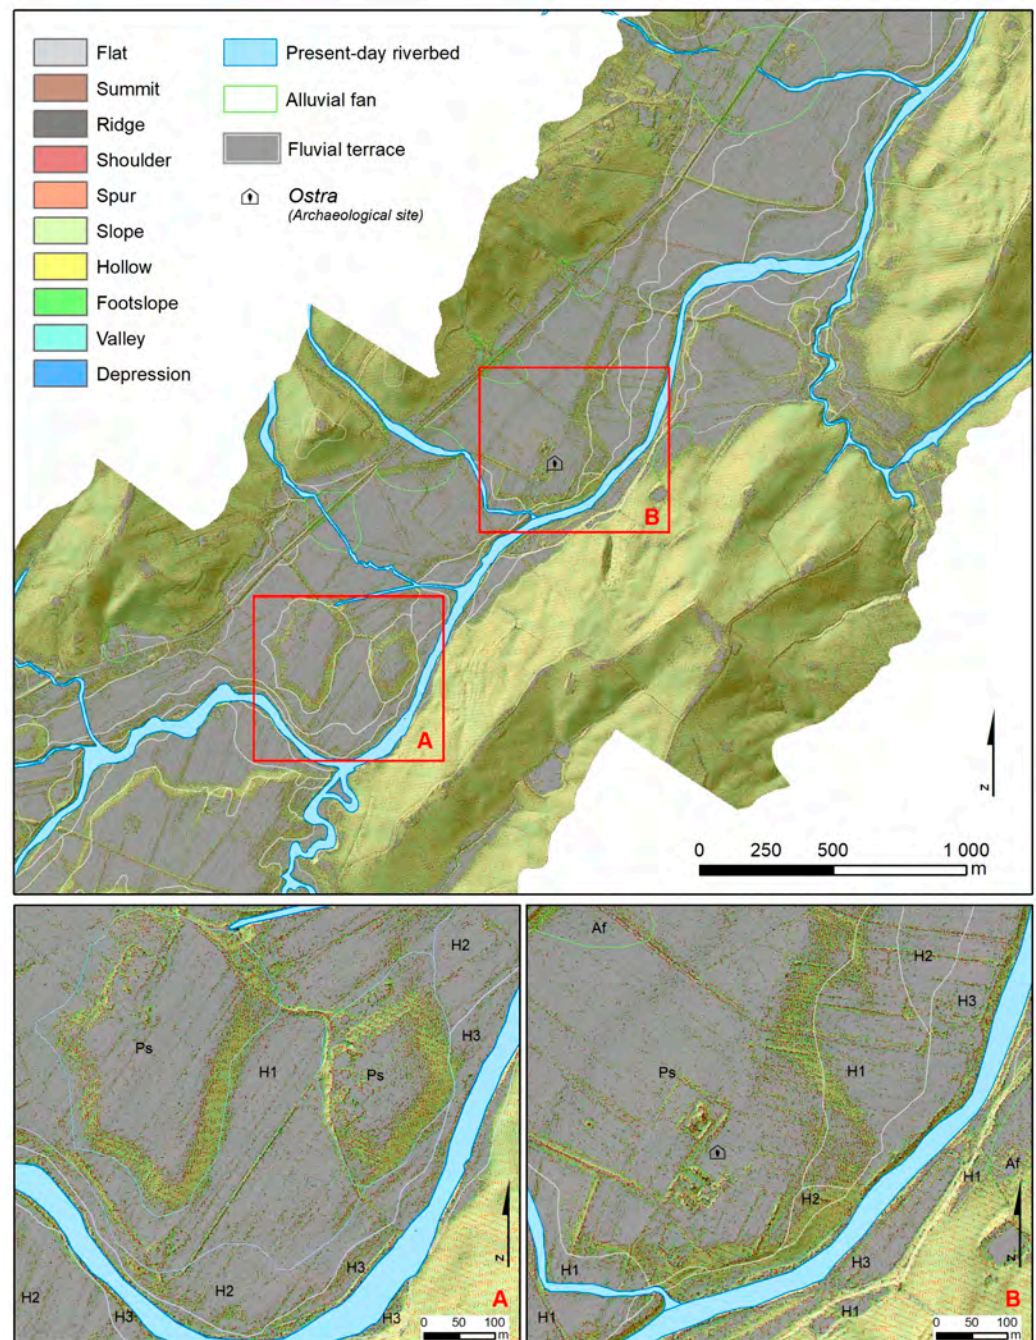 Flat
Summit
Ridge
Shoulder
Spur
Slope
Hollow
Footslope
Valley
Depression
Present-day riverbed
Alluvial fan
Fluvial terrace
Ostra
(Archaeological site)
B
A
N
0 250 500 1 000
m
H2
Ps
H3
H1
Ps
H2
H3
H2
H3
H3
N
A
0 50 100
m
Af
H2
H3
Ps
H1
H1
Af
H2
H1
H3
H1
H1
N
B
0 50 100
m